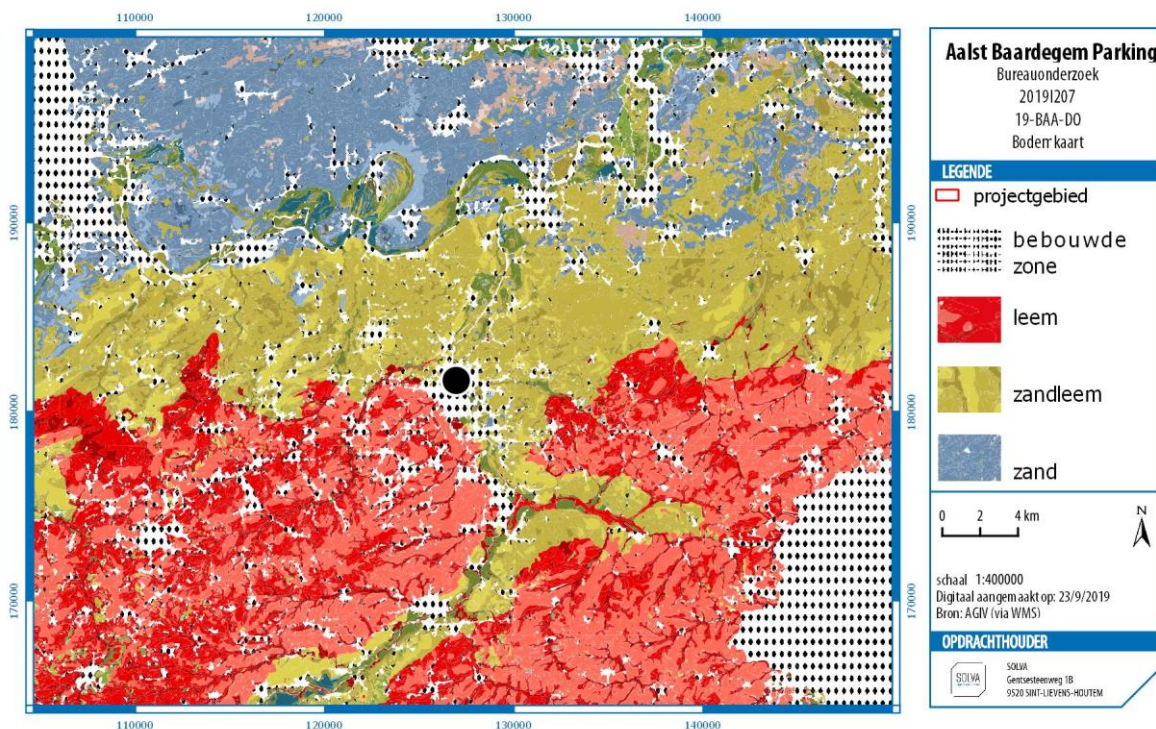 110000
120000
130000
140000
190000
180000
170000
190000
180000
170000
110000
120000
130000
140000
Aalst Baardegem Parking
Bureauonderzoek
2019I207
19-BAA-DO
Bodemkaart
LEGENDE
projectgebied
bebouwde
zone
leem
zandleem
zand
0 2 4 km
N
schaal 1:400000
Digitaal aangemaakt op: 23/9/2019
Bron: AGIV (via WMS)
OPDRACHTHOUDER
SOLVA
SOLVA
Gentsesteenweg 1B
9520 SINT-LIEVENS-HOUTEM